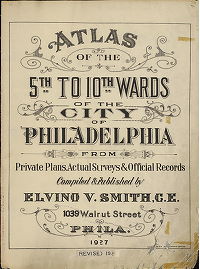 ATLAS
OF THE
5TH TO 10TH WARDS
OF THE
CITY
OF
PHILADELPHIA
FROM
Private Plans, Actual Surveys & Official Records
Compiled & Published by
ELVINO V. SMITH, C.E.
1039 Walnut Street
PHILA.
1927
REVISED